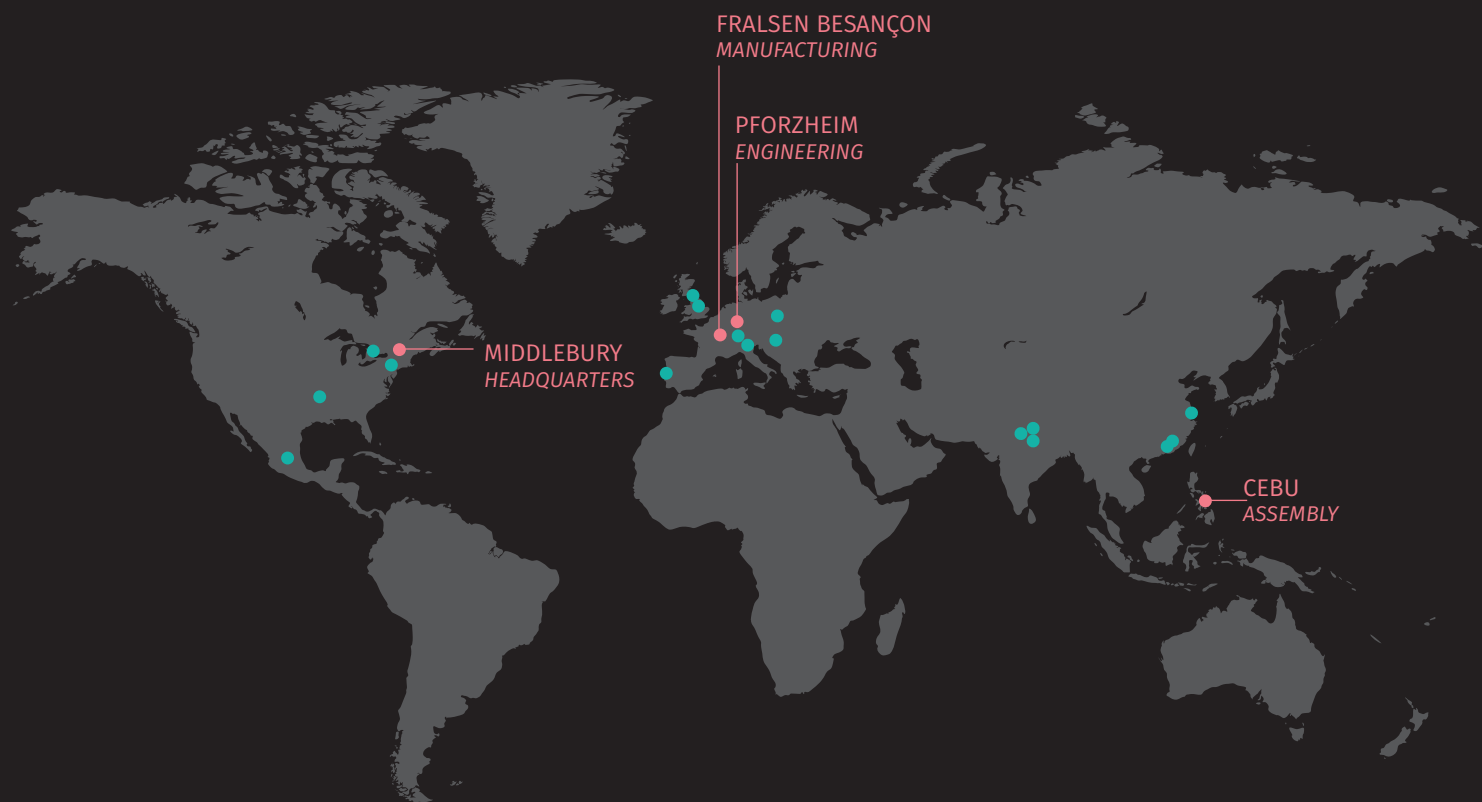 FRALSEN BESANÇON
MANUFACTURING
PFORZHEIM
ENGINEERING
MIDDLEBURY
HEADQUARTERS
CEBU
ASSEMBLY